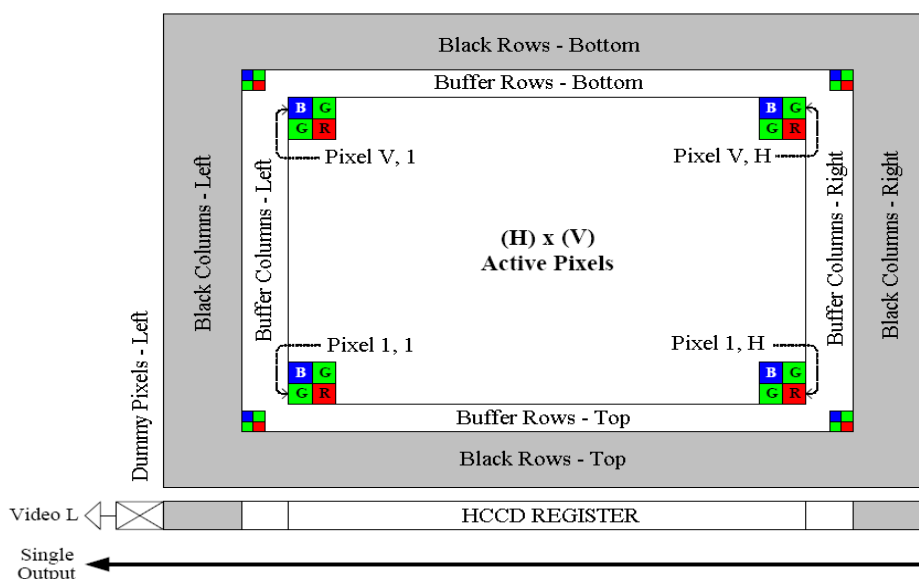 Black Rows - Bottom
Buffer Rows - Bottom
B G
G R
B G
G R
Pixel V, 1
Pixel V, H
Dummy Pixels - Left
Black Columns - Left
Buffer Columns - Left
(H) x (V)
Active Pixels
Buffer Columns - Right
Black Columns - Right
Pixel 1, 1
Pixel 1, H
B G
G R
B G
G R
Buffer Rows - Top
Black Rows - Top
Video L
HCCD REGISTER
Single
Output